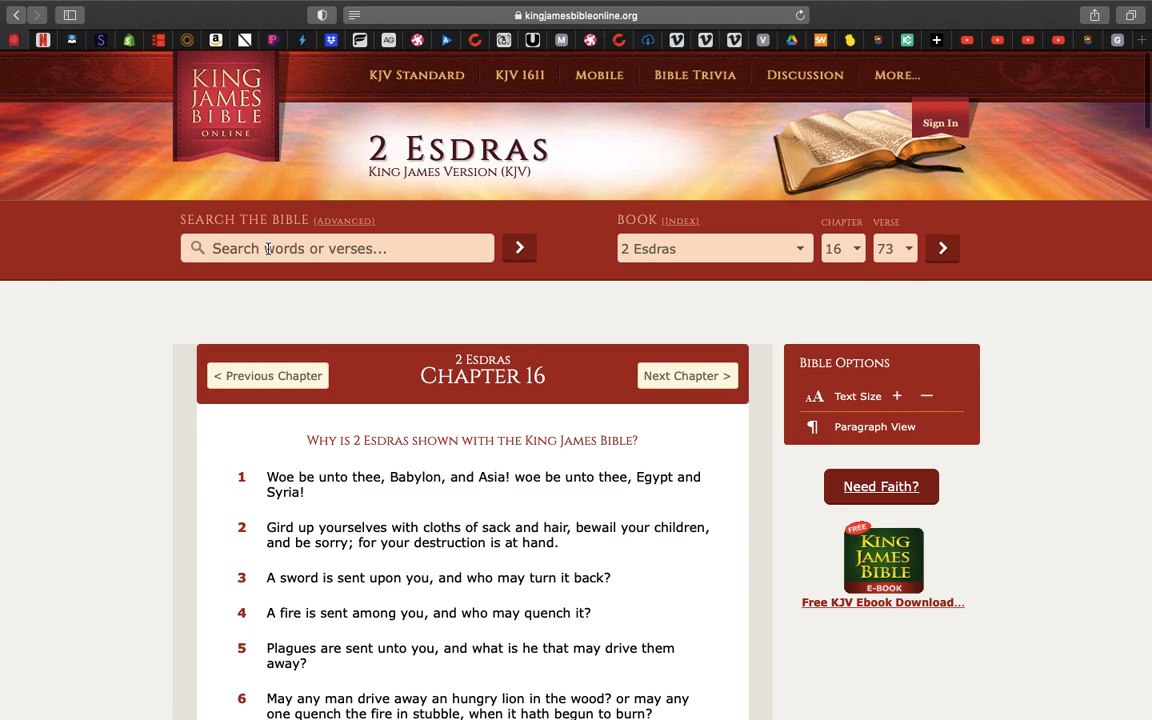 kingjamesbibleonline.org
KING
JAMES
BIBLE
ONLINE
KJV STANDARD
KJV 1611
MOBILE
BIBLE TRIVIA
DISCUSSION
MORE...
Sign In
2 ESDRAS
KING JAMES VERSION (KJV)
SEARCH THE BIBLE (ADVANCED)
Search words or verses...
BOOK (INDEX)
CHAPTER
VERSE
2 Esdras
16
73
< Previous Chapter
2 ESDRAS
CHAPTER 16
Next Chapter >
WHY IS 2 ESDRAS SHOWN WITH THE KING JAMES BIBLE?
1 Woe be unto thee, Babylon, and Asia! woe be unto thee, Egypt and
Syria!
2 Gird up yourselves with cloths of sack and hair, bewail your children,
and be sorry; for your destruction is at hand.
3 A sword is sent upon you, and who may turn it back?
4 A fire is sent among you, and who may quench it?
5 Plagues are sent unto you, and what is he that may drive them
away?
6 May any man drive away an hungry lion in the wood? or may any
one quench the fire in stubble, when it hath begun to burn?
BIBLE OPTIONS
AA Text Size + —
¶ Paragraph View
Need Faith?
FREE
KING
JAMES
BIBLE
E-BOOK
Free KJV Ebook Download...